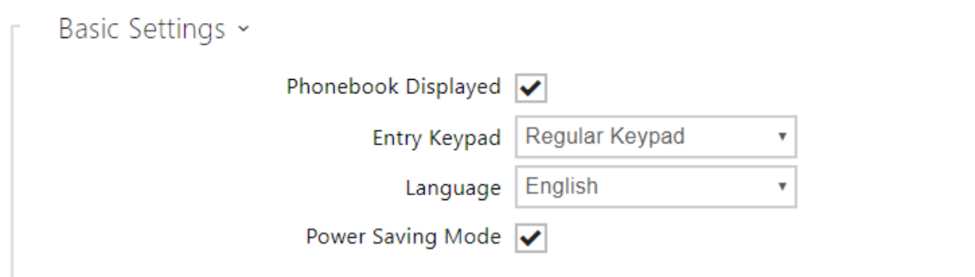 Basic Settings
Phonebook Displayed
Entry Keypad Regular Keypad
Language English
Power Saving Mode